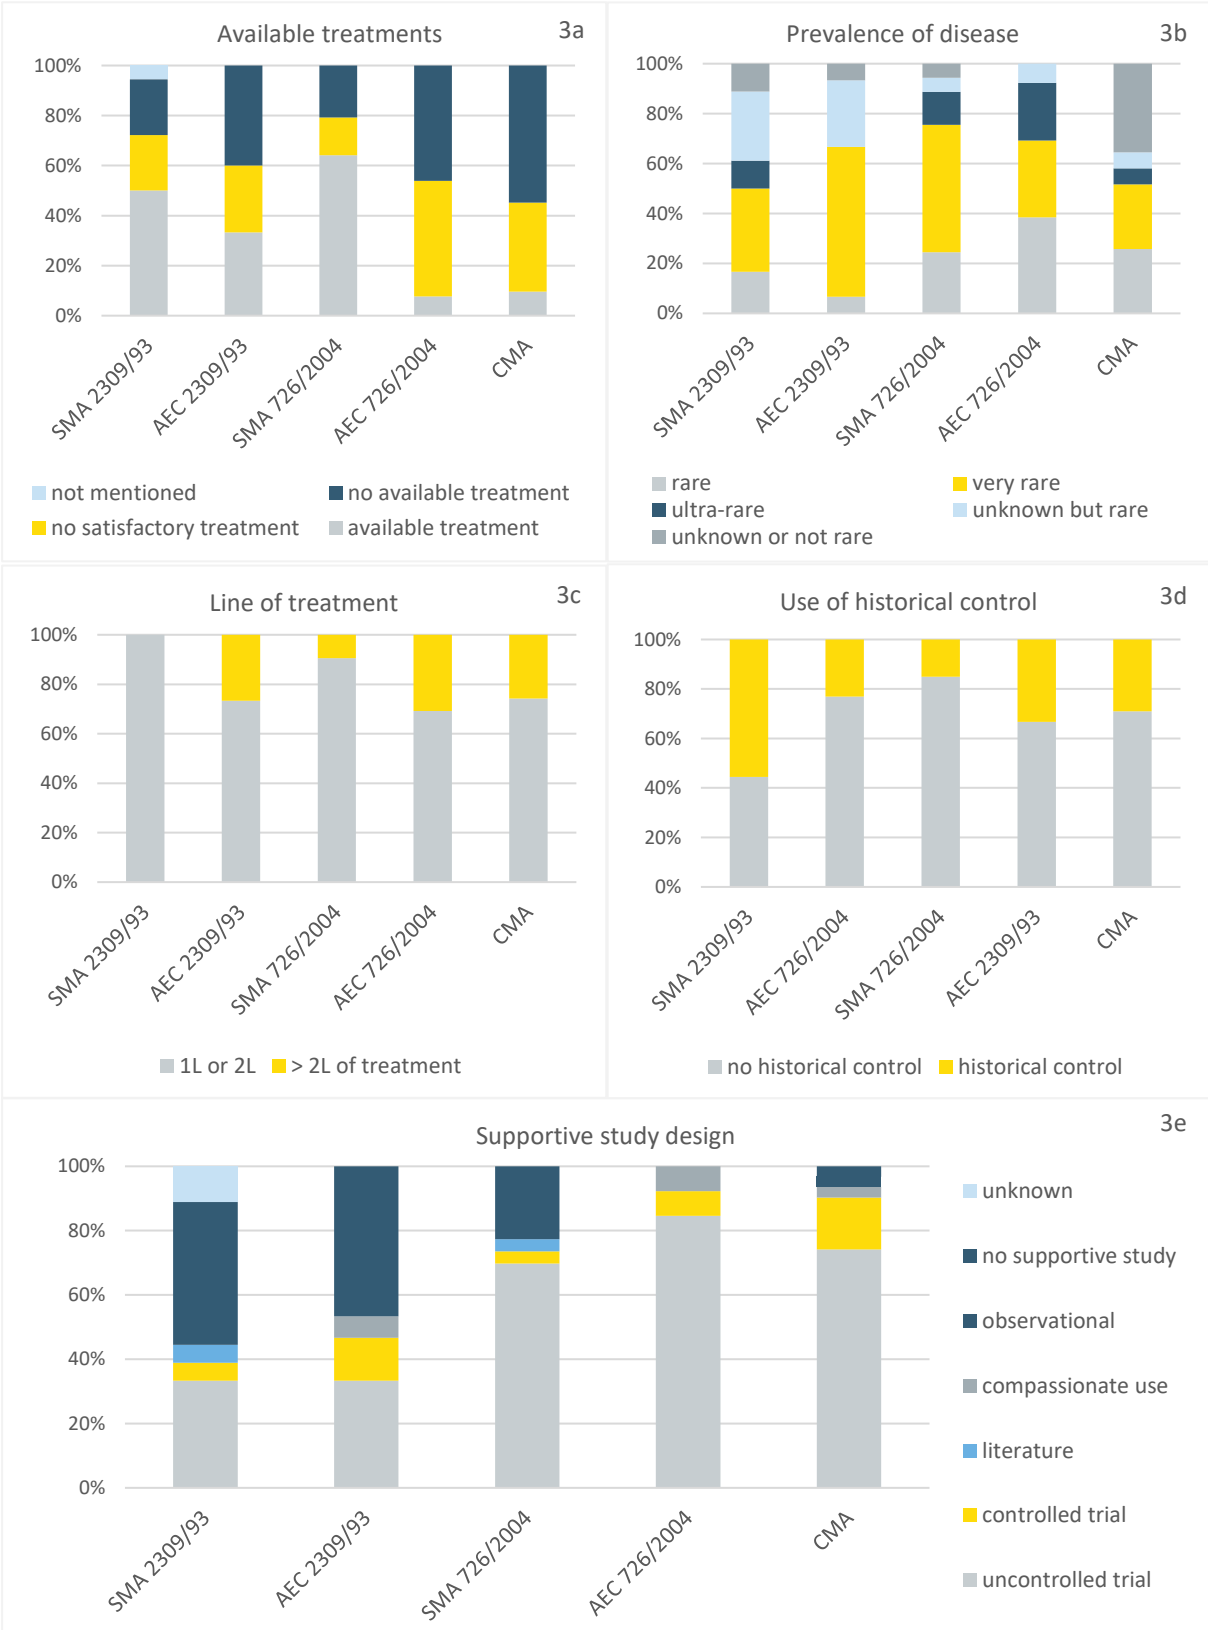 Available treatments
3a
100%
80%
60%
40%
20%
0%
SMA 2309/93
AEC 2309/93
SMA 726/2004
AEC 726/2004
CMA
not mentioned
no available treatment
no satisfactory treatment
available treatment
Prevalence of disease
3b
100%
80%
60%
40%
20%
0%
SMA 2309/93
AEC 2309/93
SMA 726/2004
AEC 726/2004
CMA
rare
very rare
ultra-rare
unknown but rare
unknown or not rare
Line of treatment
3c
100%
80%
60%
40%
20%
0%
SMA 2309/93
AEC 2309/93
SMA 726/2004
AEC 726/2004
CMA
1L or 2L
> 2L of treatment
Use of historical control
3d
100%
80%
60%
40%
20%
0%
SMA 2309/93
AEC 726/2004
SMA 726/2004
AEC 2309/93
CMA
no historical control
historical control
Supportive study design
3e
100%
80%
60%
40%
20%
0%
SMA 2309/93
AEC 2309/93
SMA 726/2004
AEC 726/2004
CMA
unknown
no supportive study
observational
compassionate use
literature
controlled trial
uncontrolled trial